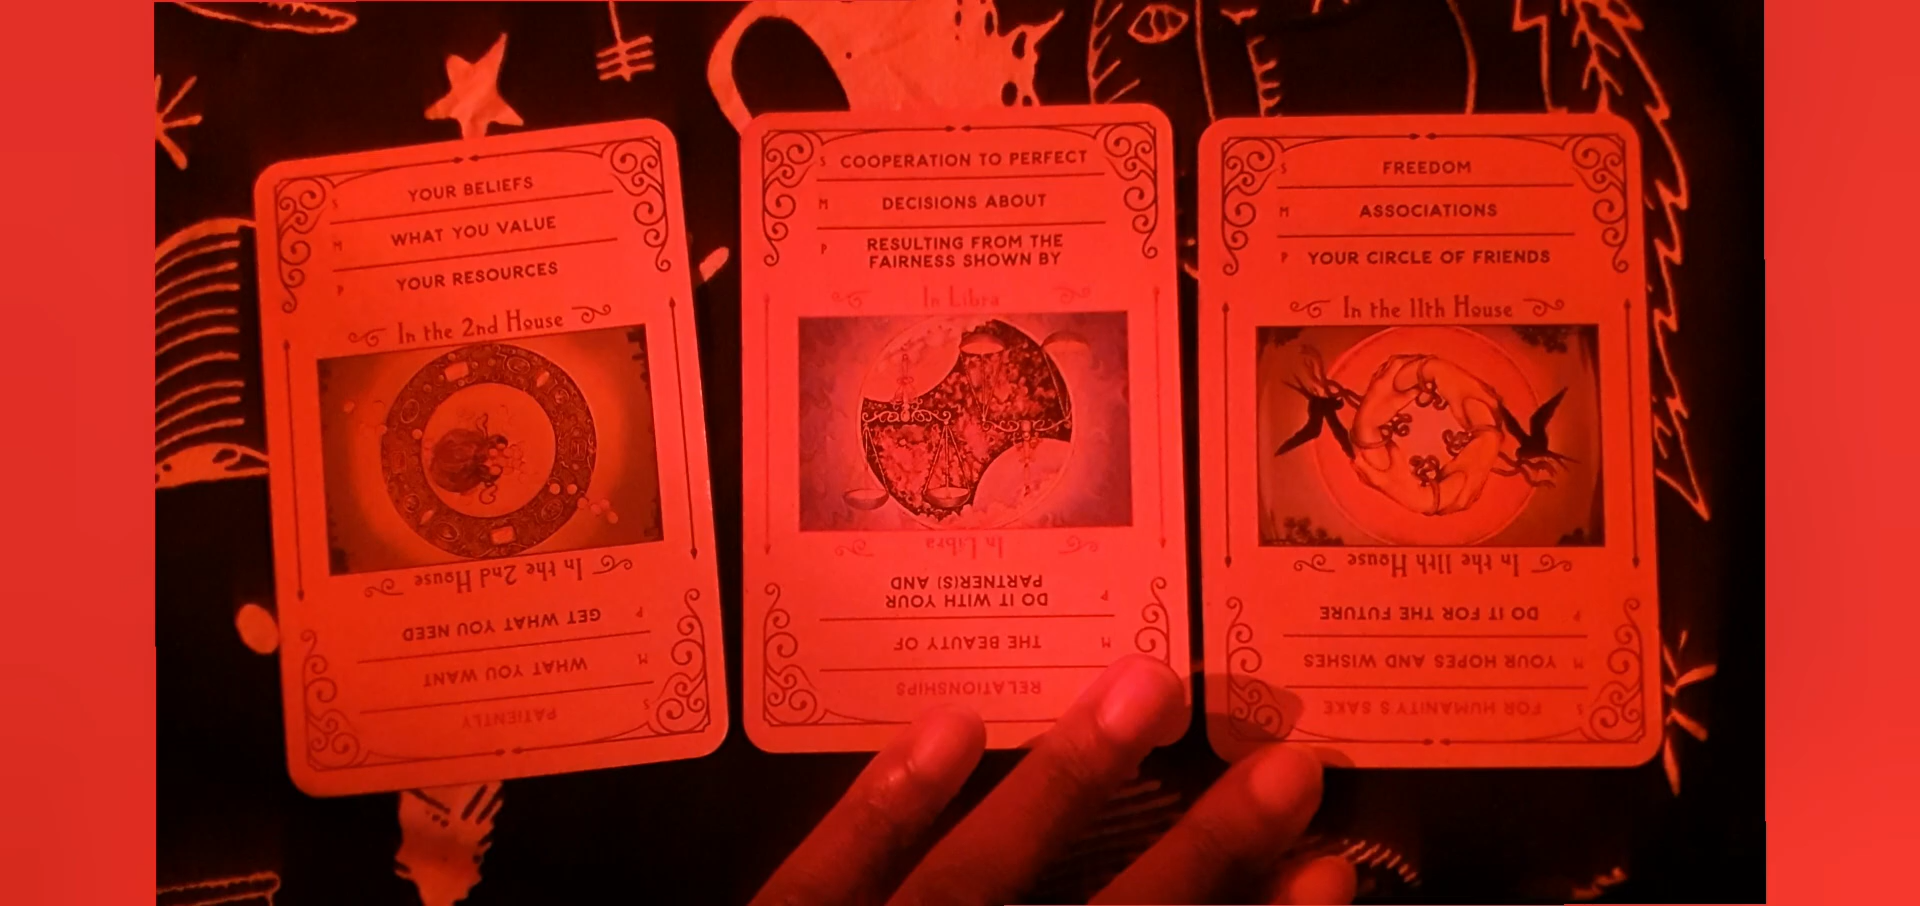 S YOUR BELIEFS
M WHAT YOU VALUE
P YOUR RESOURCES
In the 2nd House
In the 2nd House
P GET WHAT YOU NEED
M WHAT YOU WANT
S PATIENTLY
S COOPERATION TO PERFECT
M DECISIONS ABOUT
P RESULTING FROM THE
FAIRNESS SHOWN BY
In Libra
In Libra
P DO IT WITH YOUR
PARTNER(S) AND
M THE BEAUTY OF
RELATIONSHIPS
S FREEDOM
M ASSOCIATIONS
P YOUR CIRCLE OF FRIENDS
In the 11th House
In the 11th House
P DO IT FOR THE FUTURE
M YOUR HOPES AND WISHES
S FOR HUMANITY'S SAKE